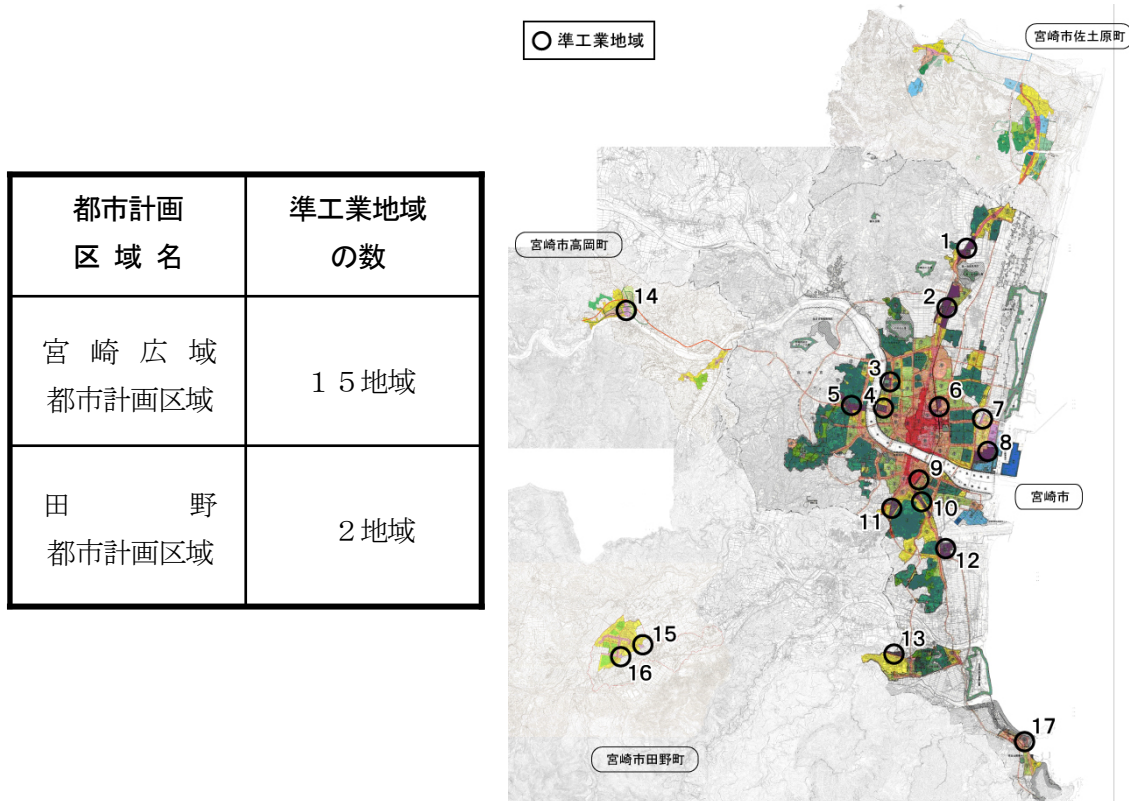 都市計画
区 域 名
準工業地域
の数
宮 崎 広 域
都市計画区域
１５地域
田 野
都市計画区域
２地域
準工業地域
宮崎市佐土原町
宮崎市高岡町
宮崎市
宮崎市田野町
1
2
3
4
5
6
7
8
9
10
11
12
13
14
15
16
17